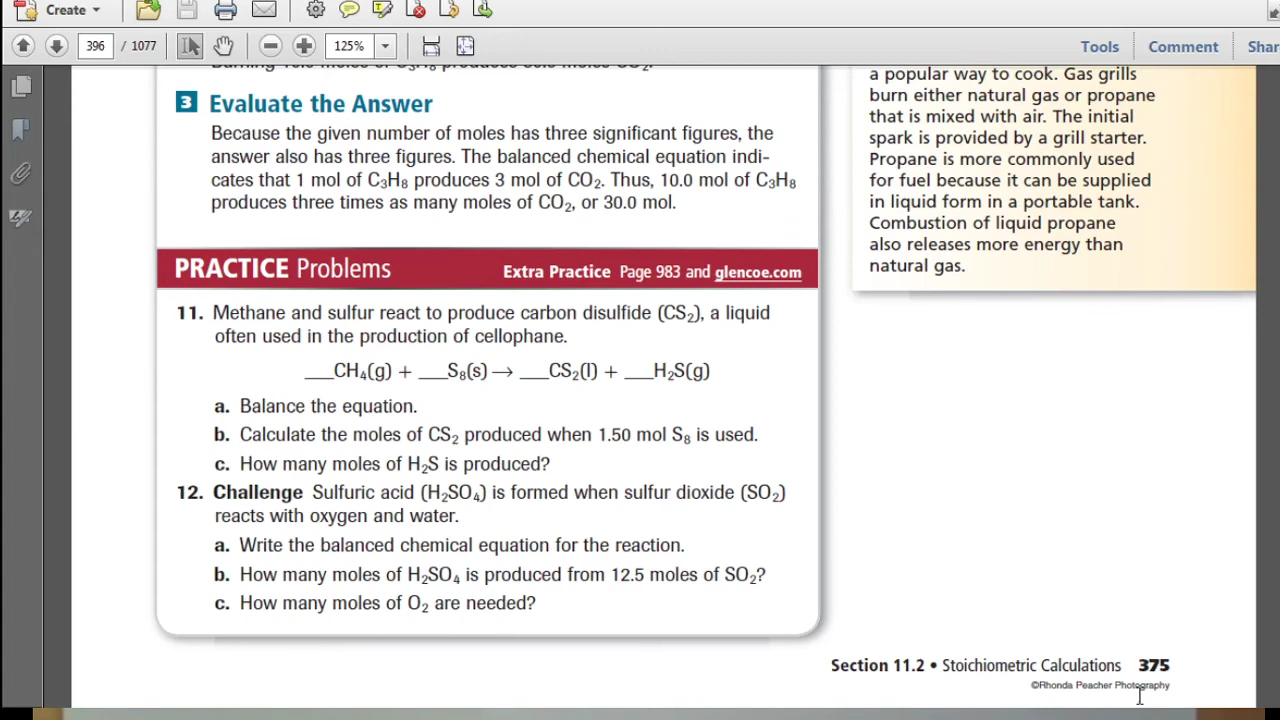 Create
396 / 1077
125%
Tools
Comment
Shar
3 Evaluate the Answer
Because the given number of moles has three significant figures, the
answer also has three figures. The balanced chemical equation indi-
cates that 1 mol of C₃H₈ produces 3 mol of CO₂. Thus, 10.0 mol of C₃H₈
produces three times as many moles of CO₂, or 30.0 mol.
a popular way to cook. Gas grills
burn either natural gas or propane
that is mixed with air. The initial
spark is provided by a grill starter.
Propane is more commonly used
for fuel because it can be supplied
in liquid form in a portable tank.
Combustion of liquid propane
also releases more energy than
natural gas.
PRACTICE Problems
Extra Practice Page 983 and glencoe.com
11. Methane and sulfur react to produce carbon disulfide (CS₂), a liquid
often used in the production of cellophane.
___CH₄(g) + ___S₈(s) → ___CS₂(l) + ___H₂S(g)
a. Balance the equation.
b. Calculate the moles of CS₂ produced when 1.50 mol S₈ is used.
c. How many moles of H₂S is produced?
12. Challenge Sulfuric acid (H₂SO₄) is formed when sulfur dioxide (SO₂)
reacts with oxygen and water.
a. Write the balanced chemical equation for the reaction.
b. How many moles of H₂SO₄ is produced from 12.5 moles of SO₂?
c. How many moles of O₂ are needed?
Section 11.2 • Stoichiometric Calculations 375
©Rhonda Peacher Photography